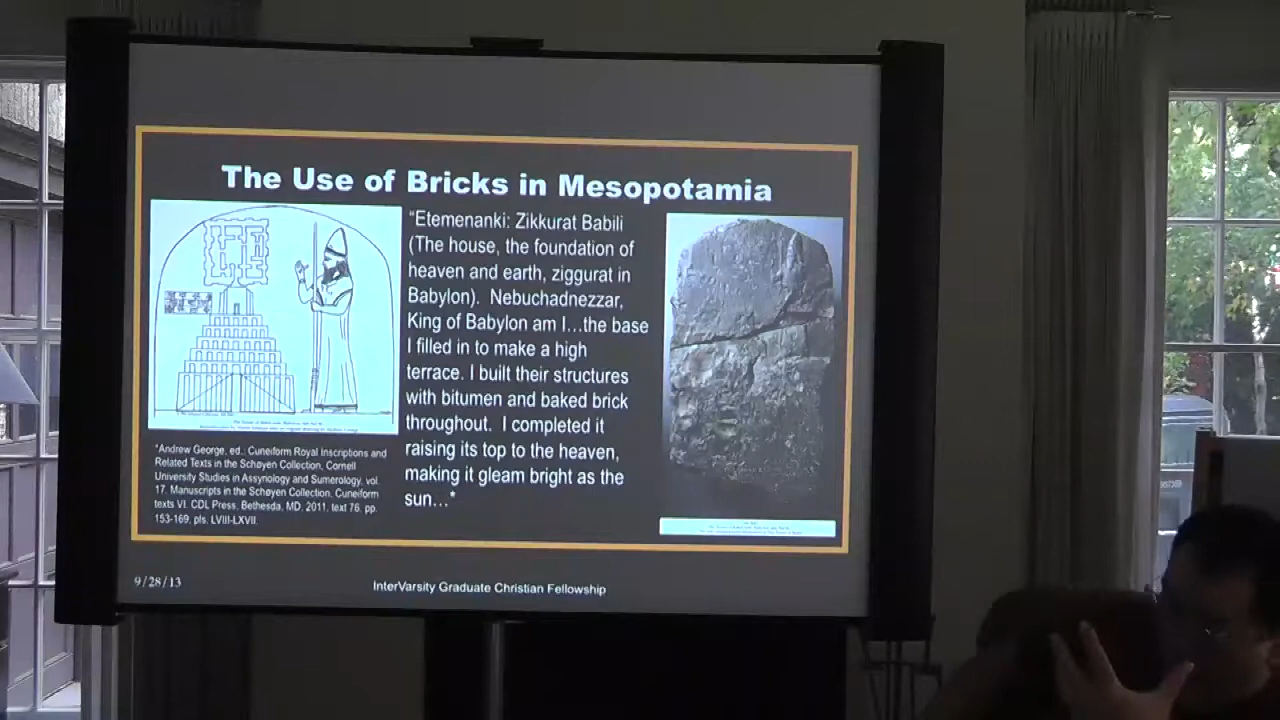 The Use of Bricks in Mesopotamia
“Etemenanki: Zikkurat Babili
(The house, the foundation of
heaven and earth, ziggurat in
Babylon). Nebuchadnezzar,
King of Babylon am I...the base
I filled in to make a high
terrace. I built their structures
with bitumen and baked brick
throughout. I completed it
raising its top to the heaven,
making it gleam bright as the
sun...*
*Andrew George, ed., Cuneiform Royal Inscriptions and
Related Texts in the Schøyen Collection, Cornell
University Studies in Assyriology and Sumerology, vol.
17, Manuscripts in the Schøyen Collection, Cuneiform
texts VI. CDL Press, Bethesda, MD, 2011, text 76, pp.
153-169, pls. LVIII-LXVII.
9/28/13
InterVarsity Graduate Christian Fellowship